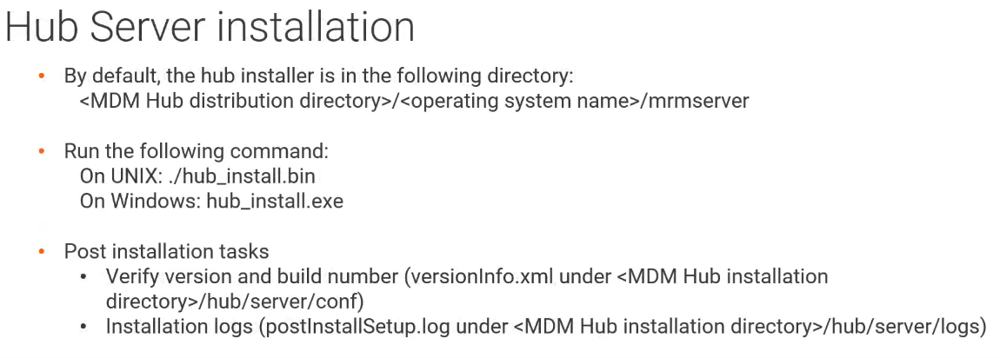 Hub Server installation
• By default, the hub installer is in the following directory:
<MDM Hub distribution directory>/<operating system name>/mrmserver
• Run the following command:
On UNIX: ./hub_install.bin
On Windows: hub_install.exe
• Post installation tasks
• Verify version and build number (versionInfo.xml under <MDM Hub installation
directory>/hub/server/conf)
• Installation logs (postInstallSetup.log under <MDM Hub installation directory>/hub/server/logs)